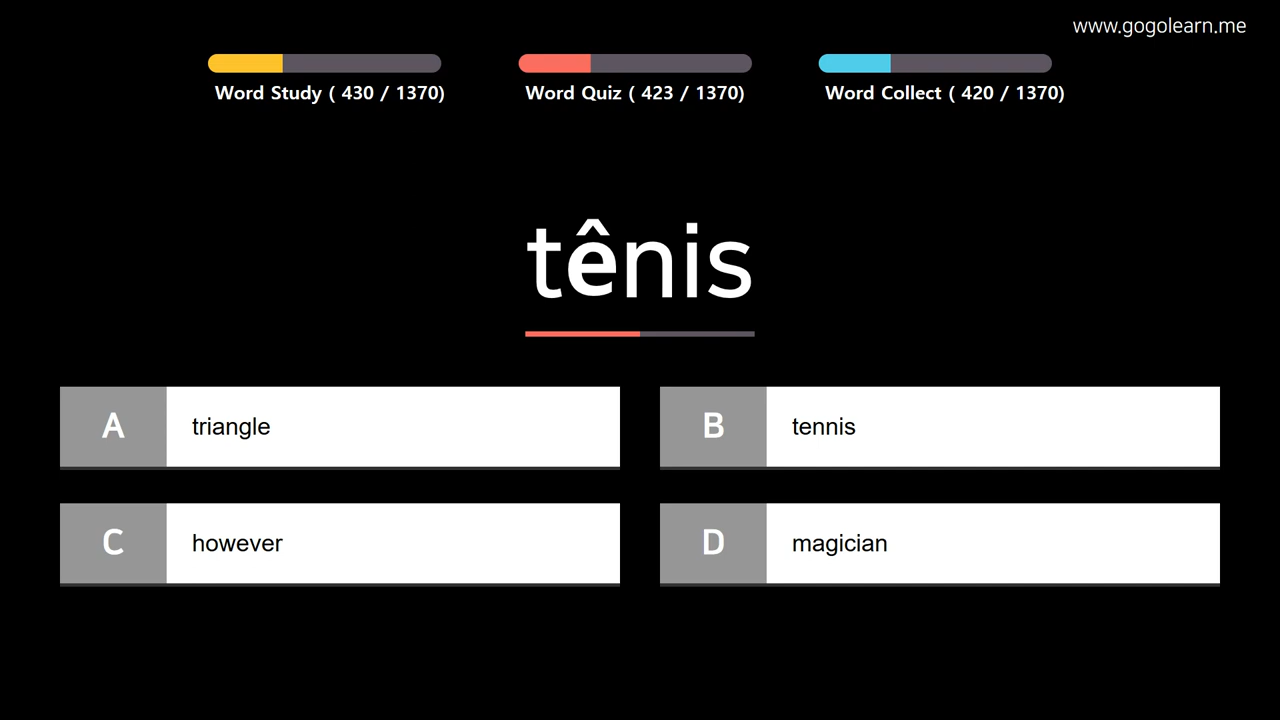 www.gogolearn.me
Word Study ( 430 / 1370)
Word Quiz ( 423 / 1370)
Word Collect ( 420 / 1370)
tênis
A triangle
B tennis
C however
D magician